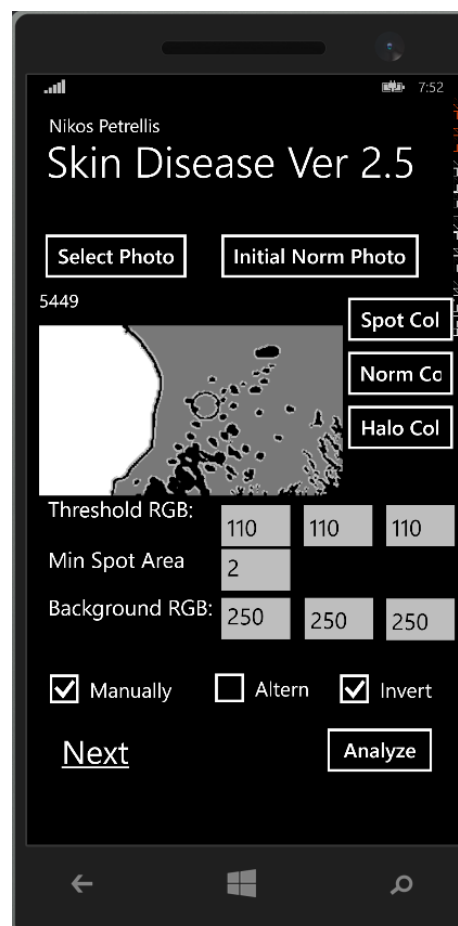 7:52
Nikos Petrellis
Skin Disease Ver 2.5
Select Photo Initial Norm Photo
5449
Spot Col
Norm Co
Halo Col
Threshold RGB: 110 110 110
Min Spot Area 2
Background RGB: 250 250 250
Manually Altern Invert
Next Analyze